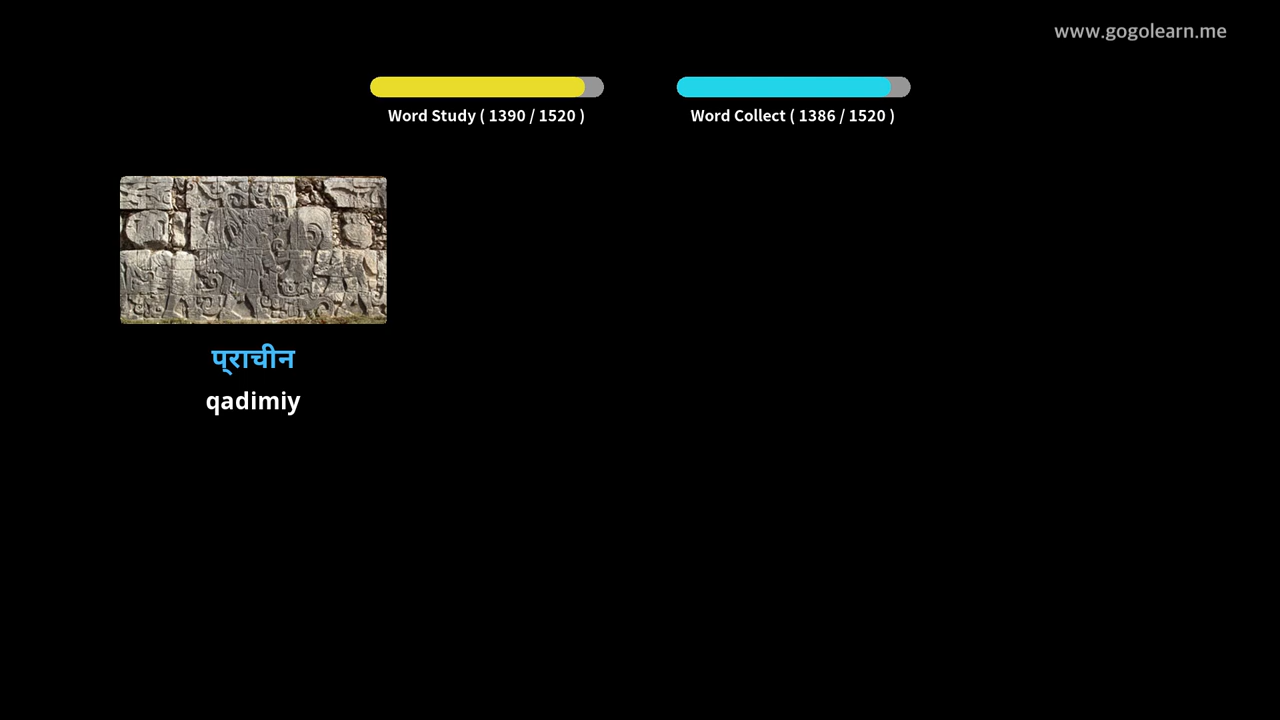 www.gogolearn.me
Word Study ( 1390 / 1520 )
Word Collect ( 1386 / 1520 )
प्राचीन
qadimiy